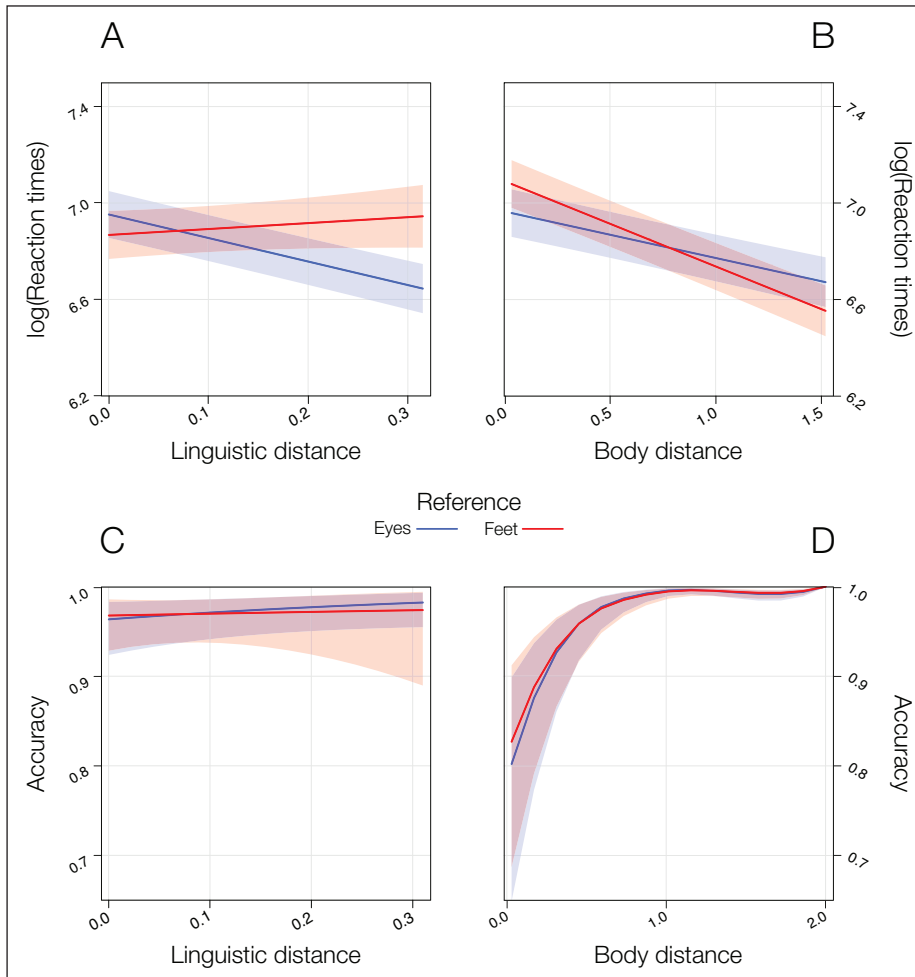 A
B
7.4
7.0
6.6
6.2
log(Reaction times)
0.0
0.1
0.2
0.3
Linguistic distance
7.4
7.0
6.6
6.2
log(Reaction times)
0.0
0.5
1.0
1.5
Body distance
Reference
Eyes
Feet
C
D
1.0
0.9
0.8
0.7
Accuracy
0.0
0.1
0.2
0.3
Linguistic distance
1.0
0.9
0.8
0.7
Accuracy
0.0
1.0
2.0
Body distance